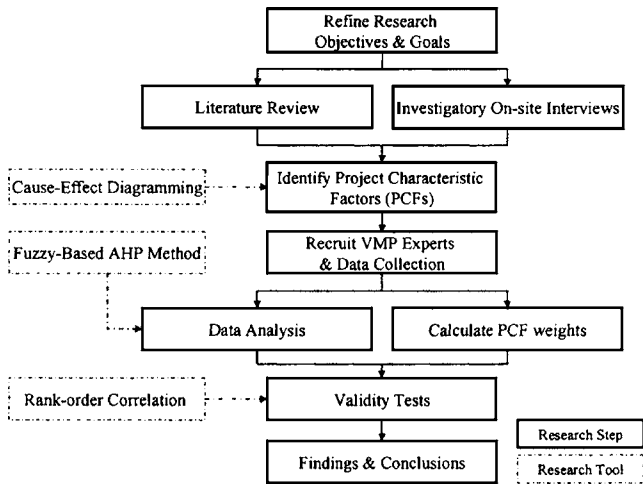 Refine Research
Objectives & Goals
Literature Review
Investigatory On-site Interviews
Cause-Effect Diagramming
Identify Project Characteristic
Factors (PCFs)
Fuzzy-Based AHP Method
Recruit VMP Experts
& Data Collection
Data Analysis
Calculate PCF weights
Rank-order Correlation
Validity Tests
Findings & Conclusions
Research Step
Research Tool